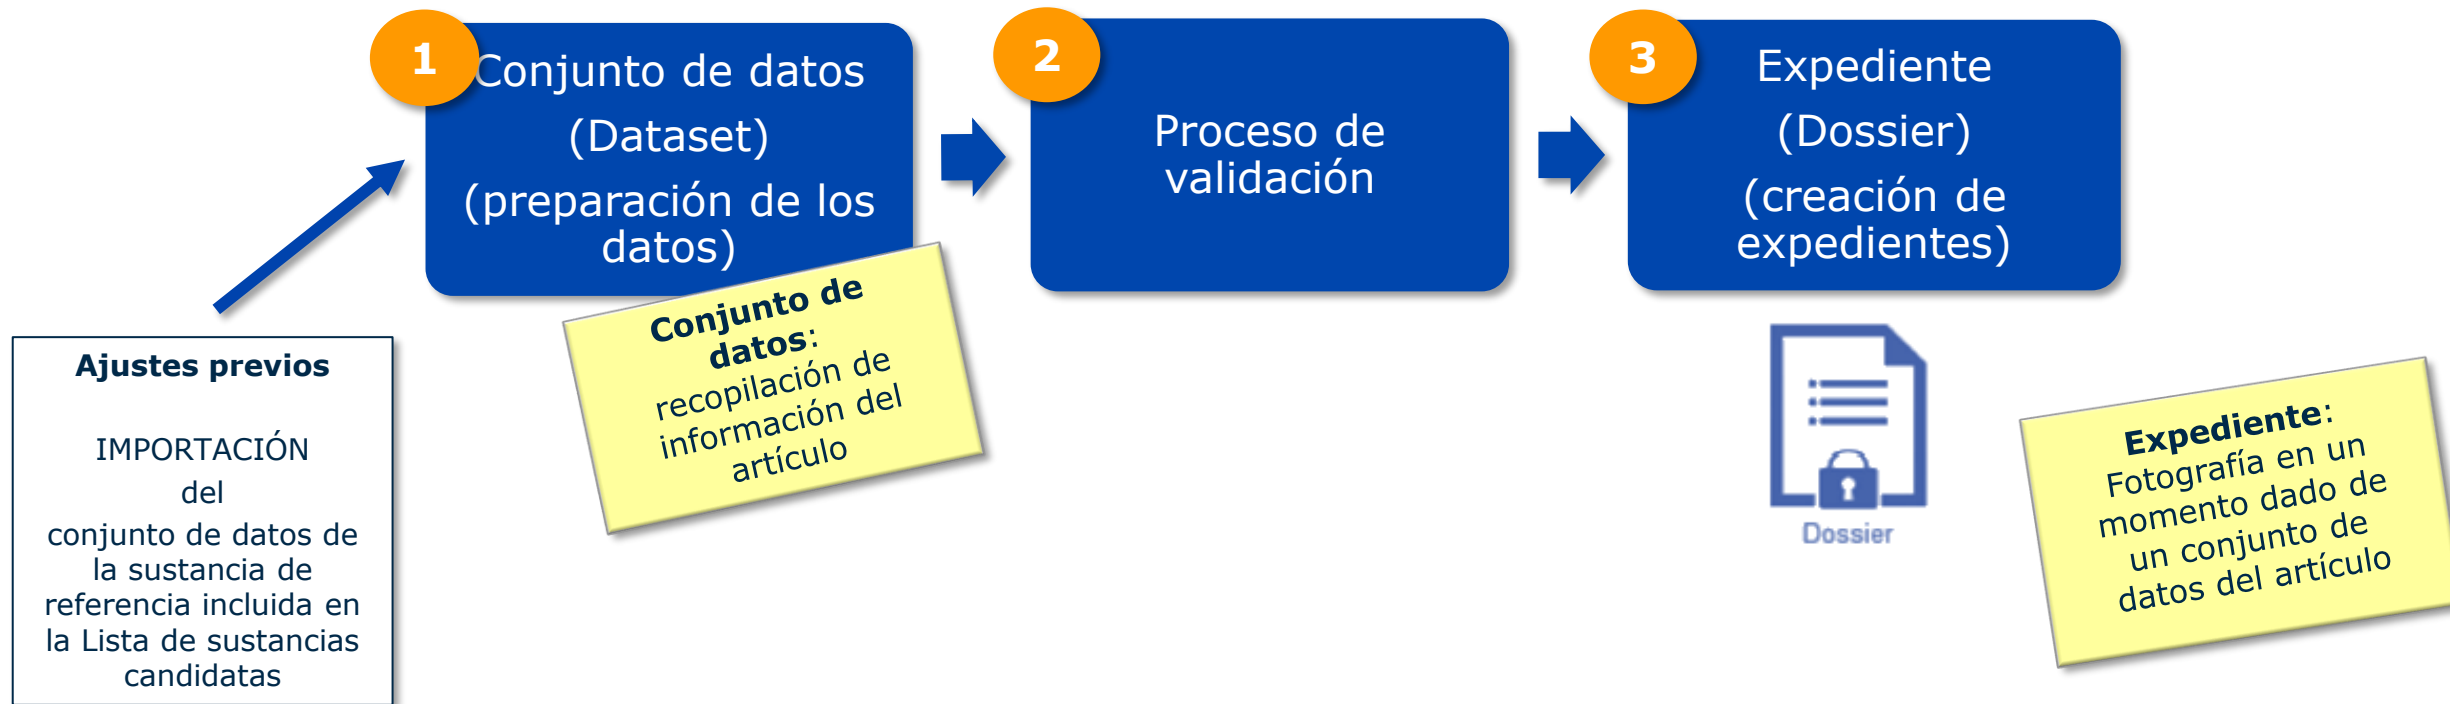 1
Conjunto de datos
(Dataset)
(preparación de los
datos)
2
Proceso de
validación
3
Expediente
(Dossier)
(creación de
expedientes)
Ajustes previos
IMPORTACIÓN
del
conjunto de datos de
la sustancia de
referencia incluida en
la Lista de sustancias
candidatas
Conjunto de
datos:
recopilación de
información del
artículo
Dossier
Expediente:
Fotografía en un
momento dado de
un conjunto de
datos del artículo